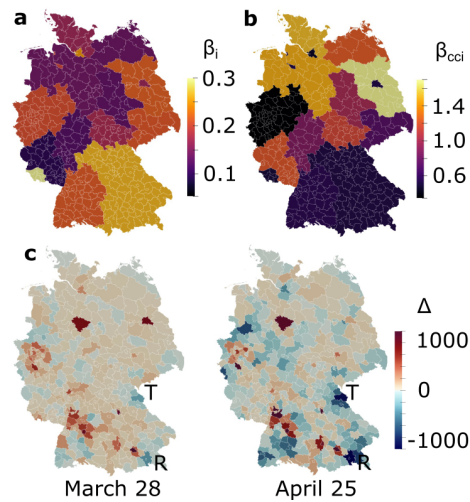 a
βi
0.3
0.2
0.1
b
βcci
1.4
1.0
0.6
c
T
R
March 28
T
R
April 25
Δ
1000
0
-1000